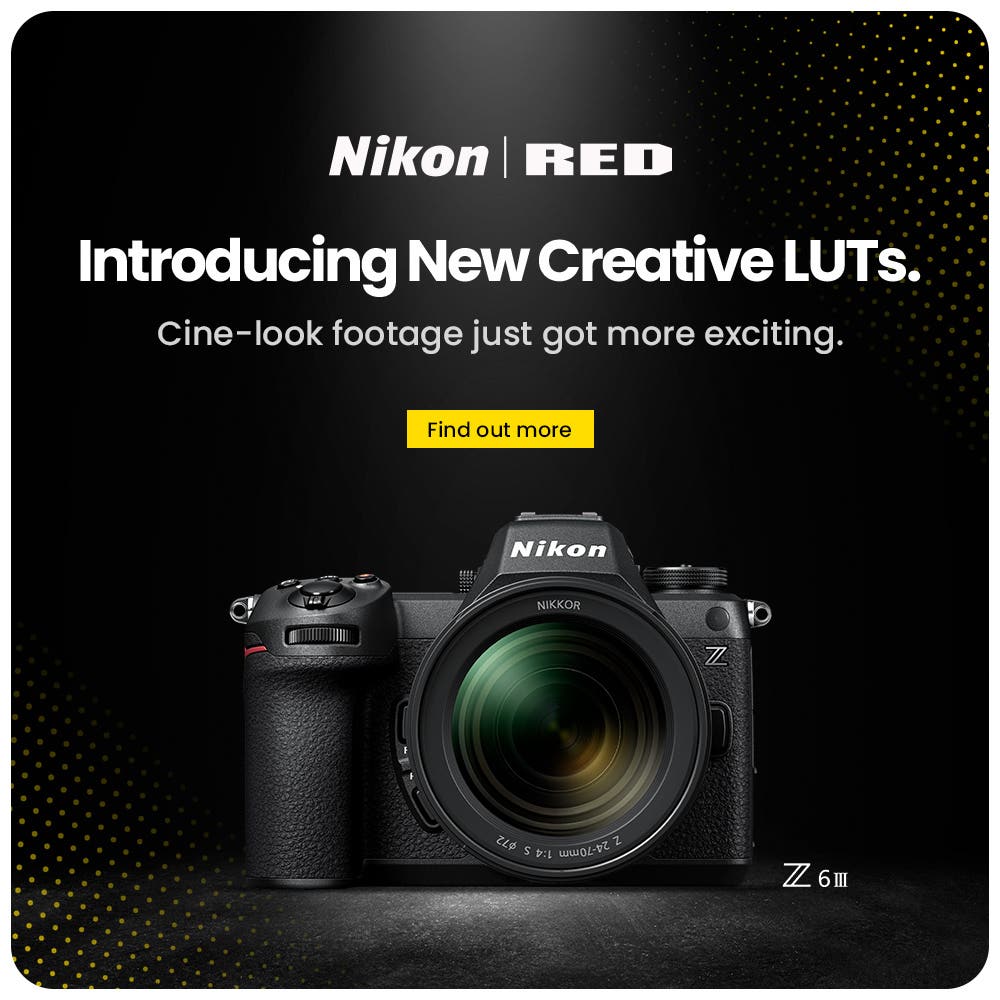 Nikon | RED
Introducing New Creative LUTs.
Cine-look footage just got more exciting.
Find out more
Nikon
NIKKOR
Z
Z 24-70mm 1:4 S ø72
Z 6III